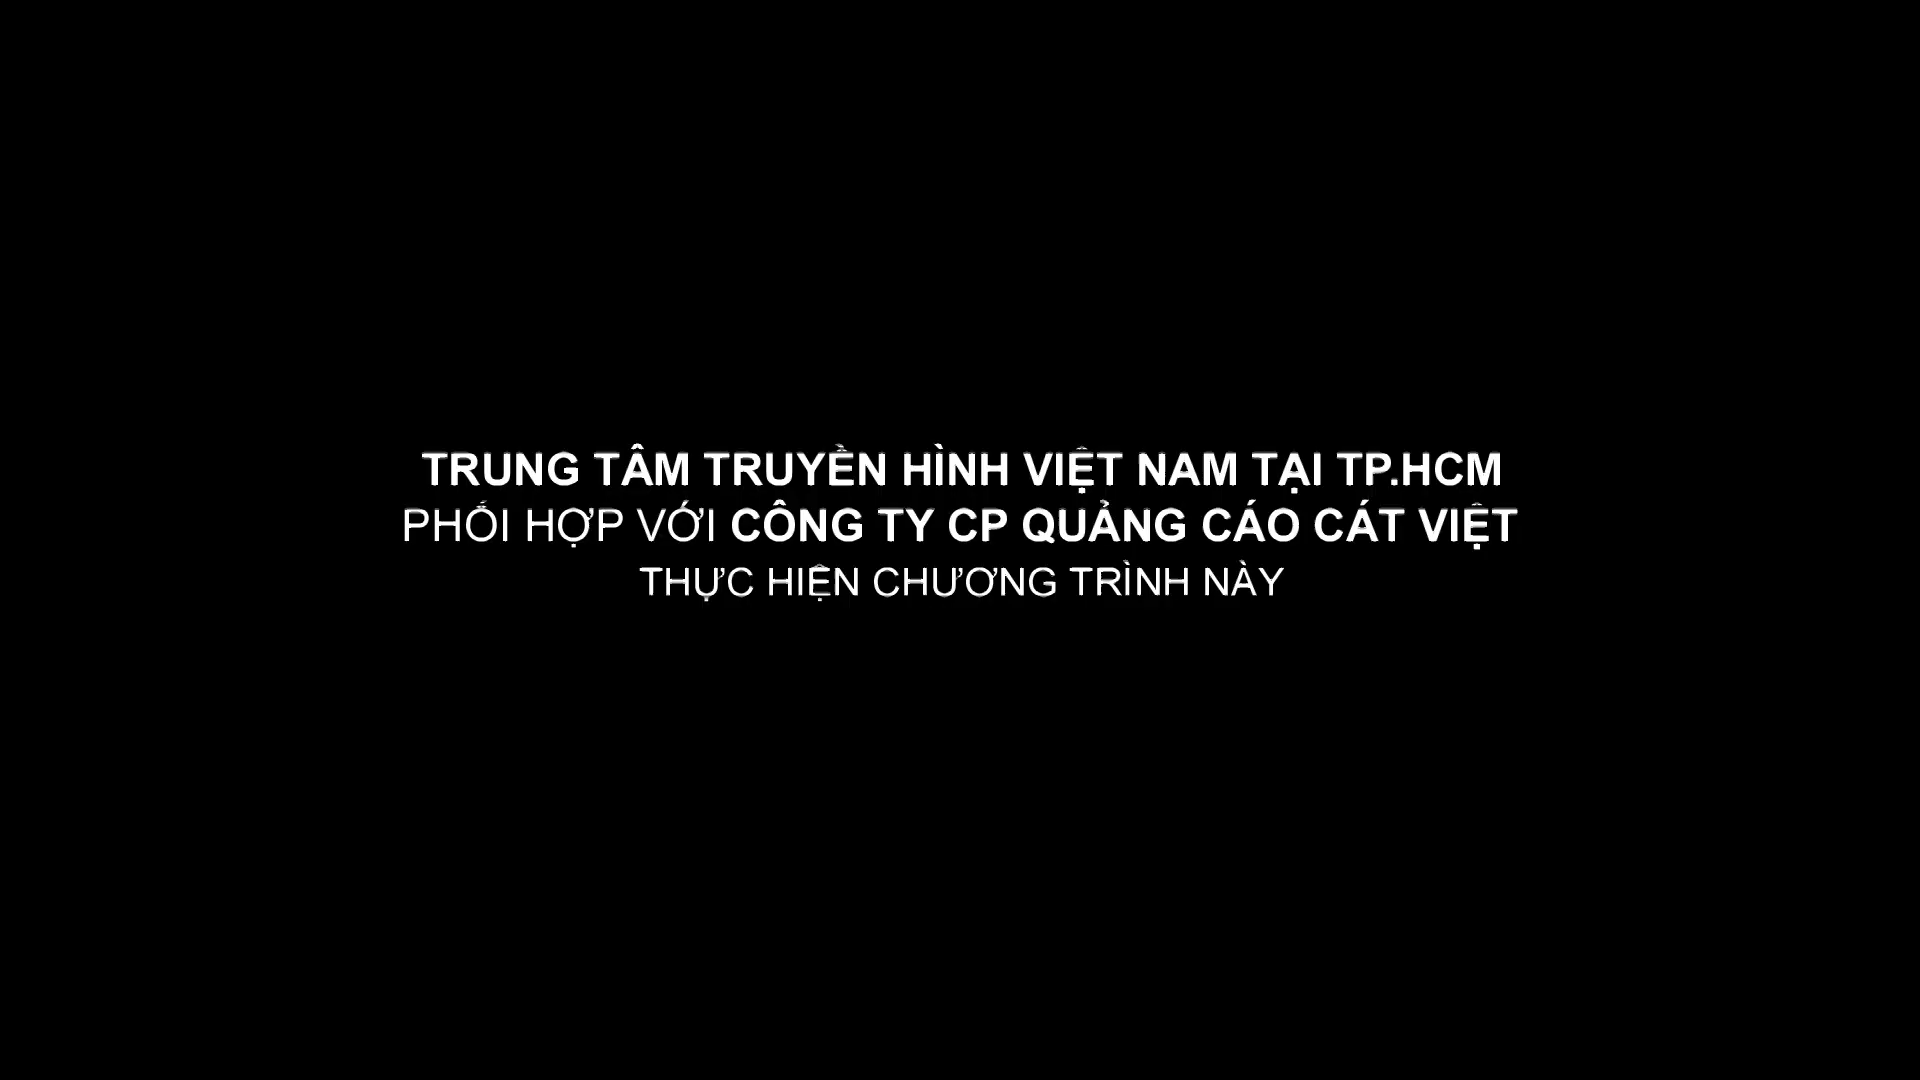 TRUNG TÂM TRUYỀN HÌNH VIỆT NAM TẠI TP.HCM
PHỐI HỢP VỚI CÔNG TY CP QUẢNG CÁO CÁT VIỆT
THỰC HIỆN CHƯƠNG TRÌNH NÀY